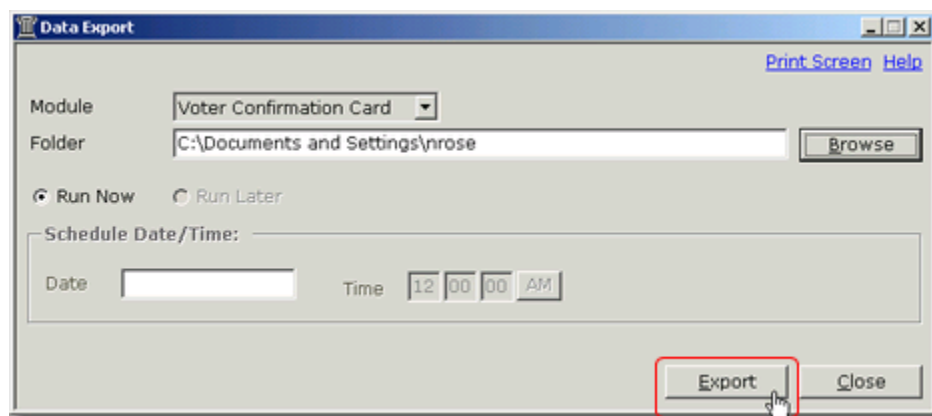 Data Export
Print Screen Help
Module Voter Confirmation Card
Folder C:\Documents and Settings\nrose Browse
Run Now Run Later
Schedule Date/Time:
Date Time 12 00 00 AM
Export Close